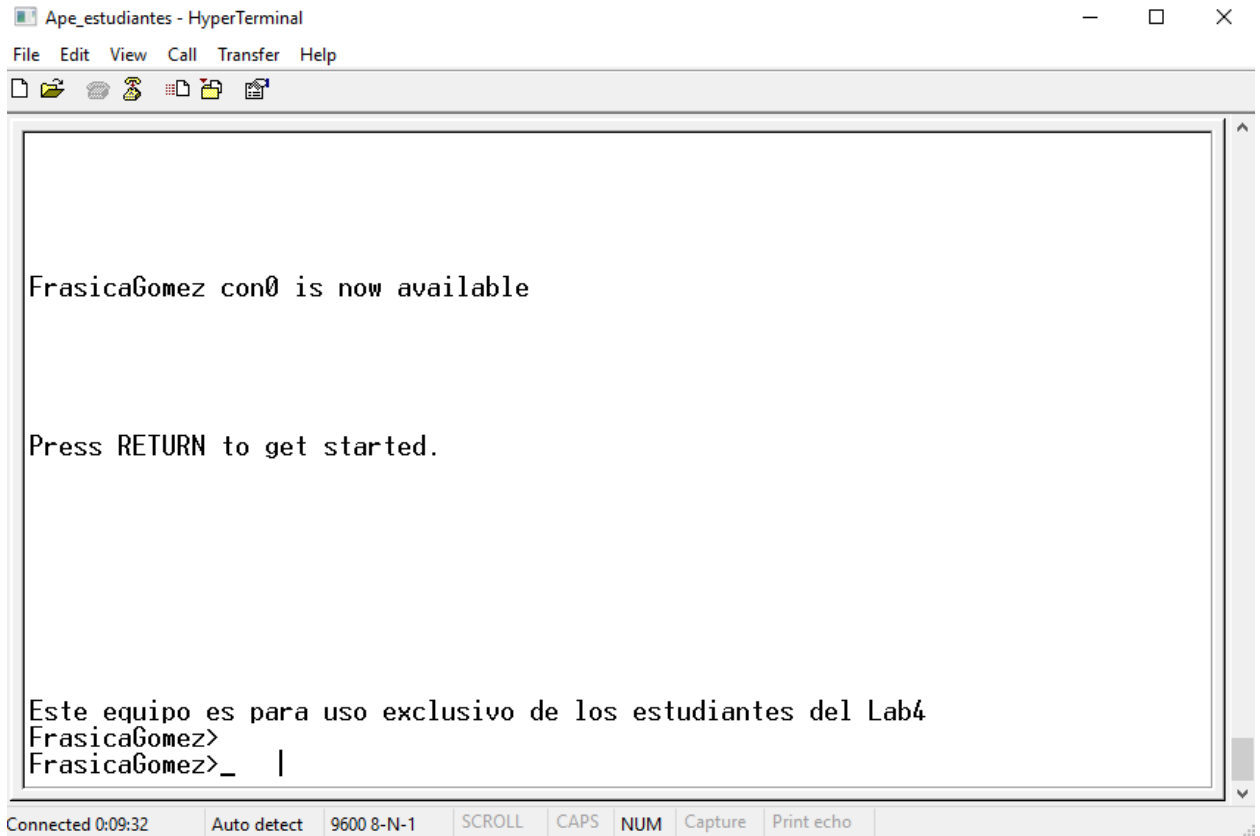 Ape_estudiantes - HyperTerminal
File Edit View Call Transfer Help
FrasicaGomez con0 is now available
Press RETURN to get started.
Este equipo es para uso exclusivo de los estudiantes del Lab4
FrasicaGomez>
FrasicaGomez>_
Connected 0:09:32 Auto detect 9600 8-N-1 SCROLL CAPS NUM Capture Print echo